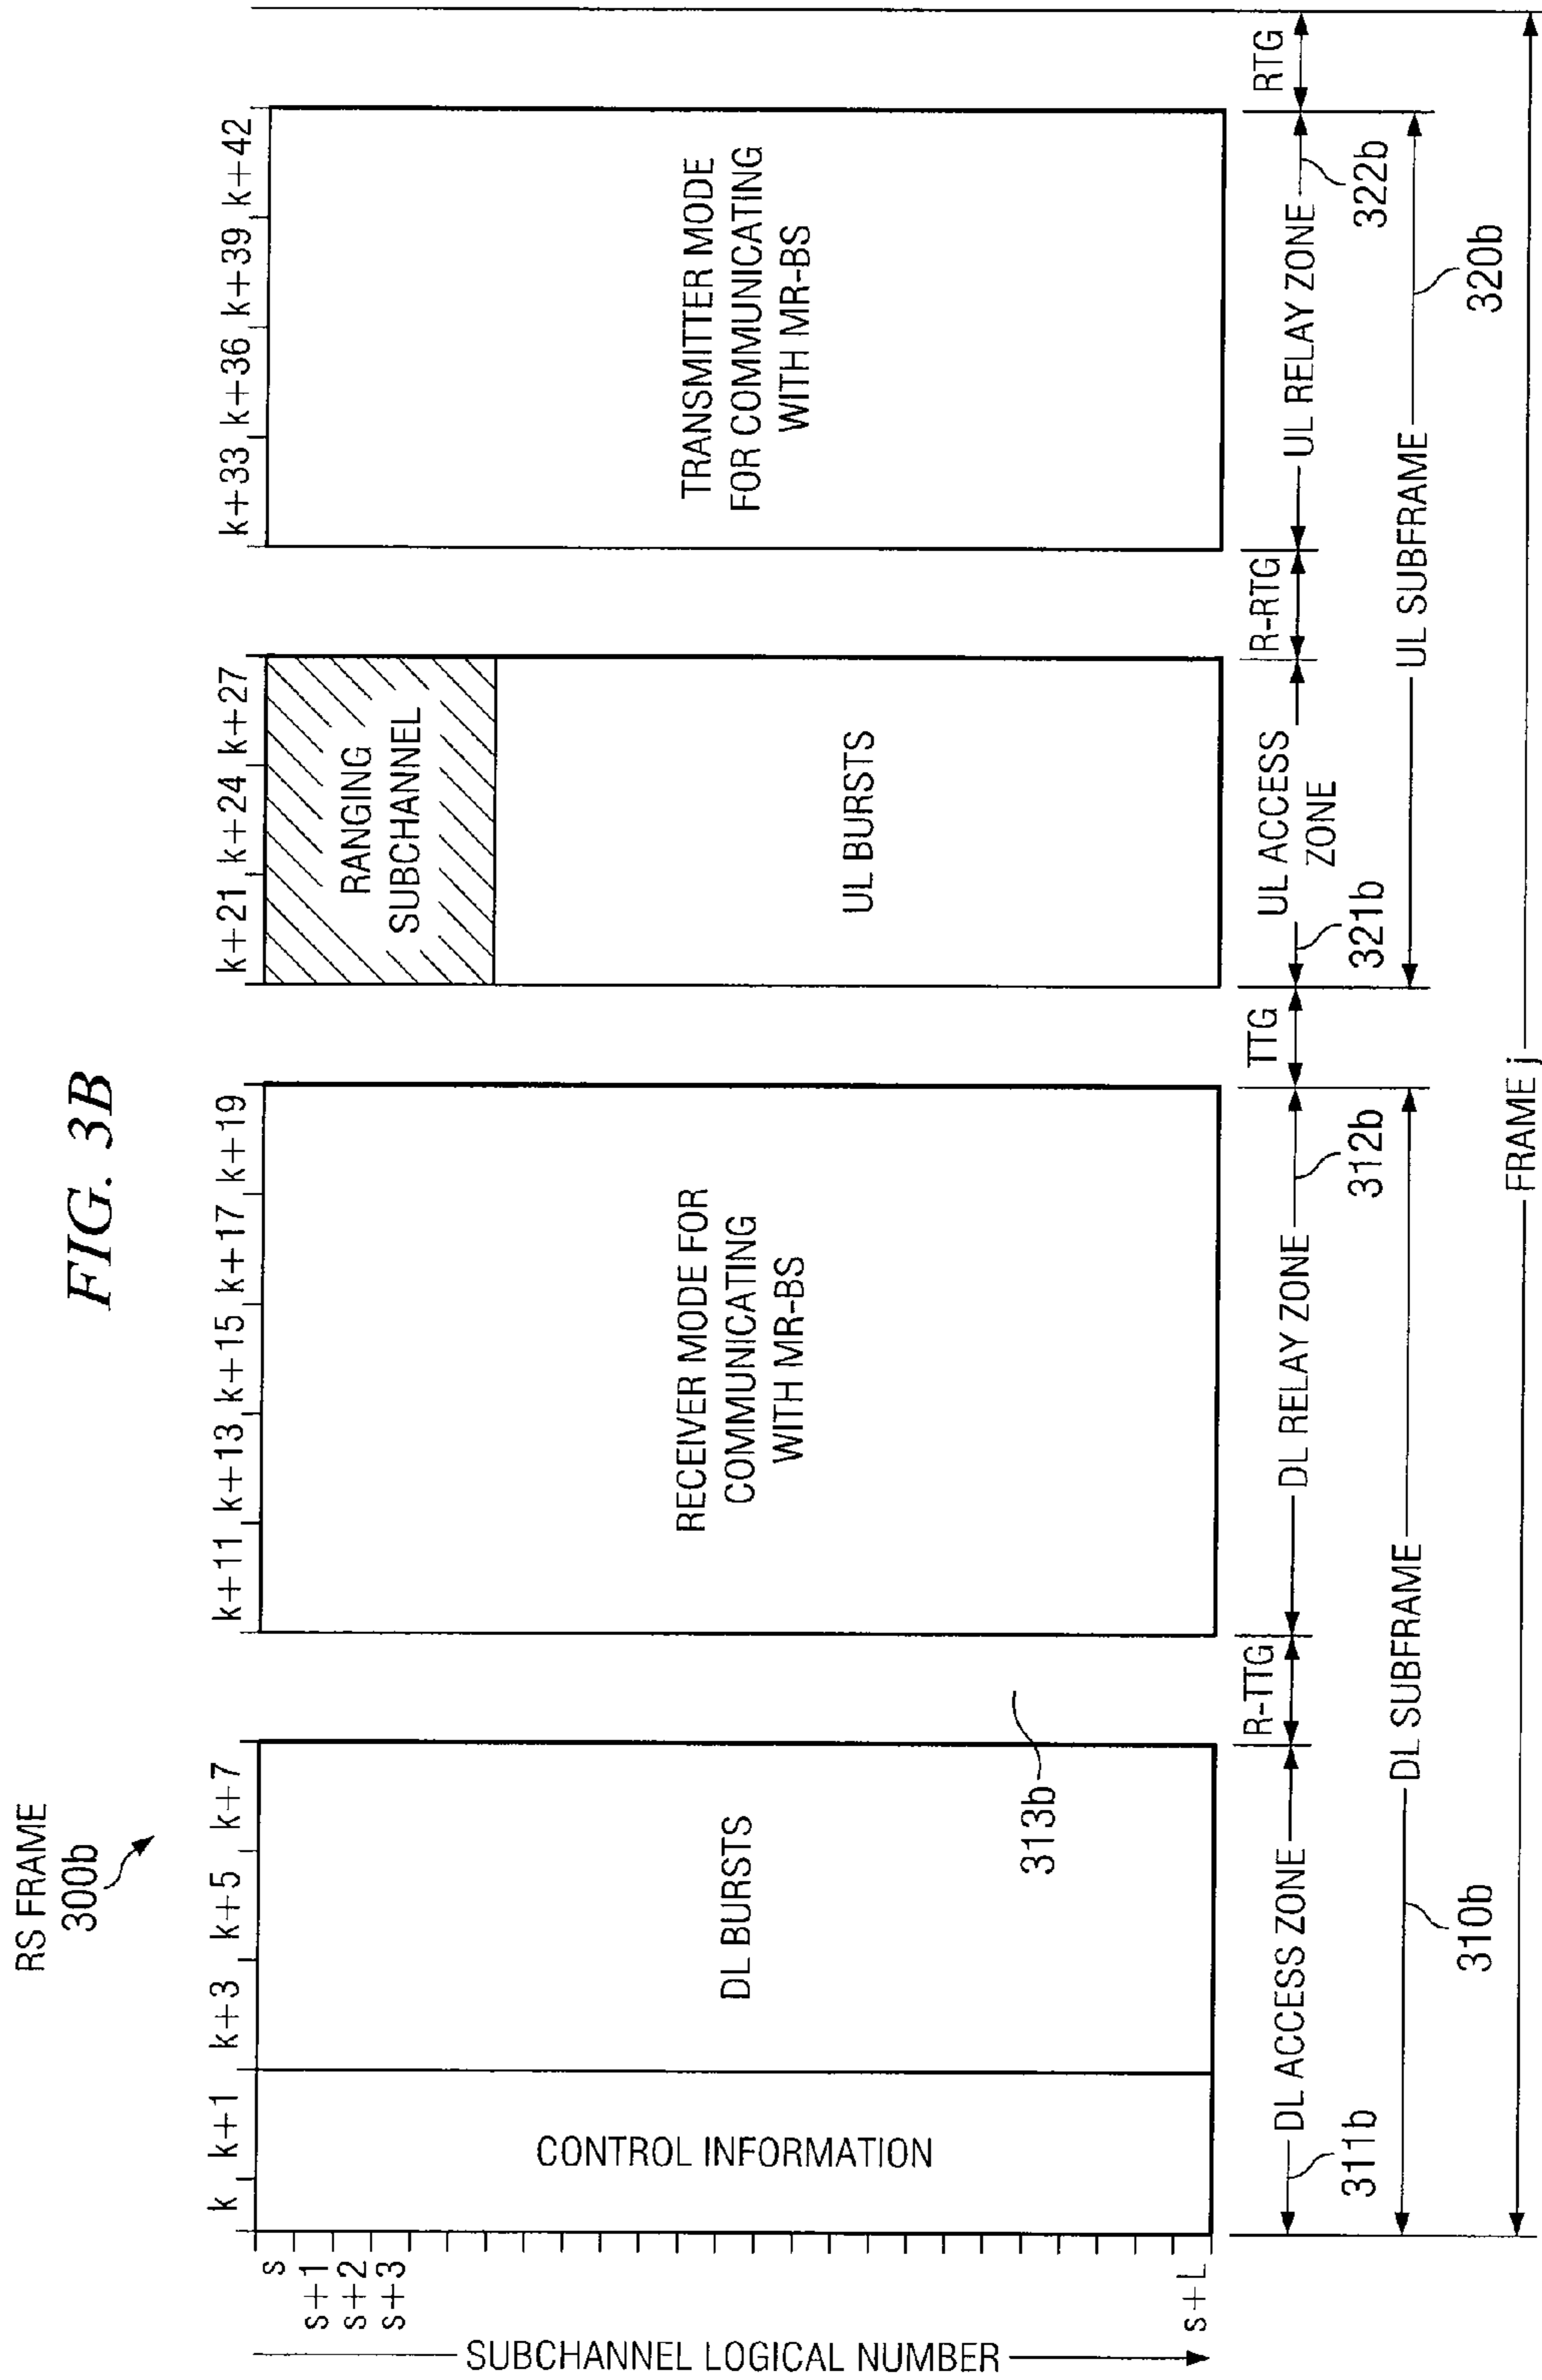 FIG. 3B
RS FRAME
300b
k
k+1
k+3
k+5
k+7
k+11
k+13
k+15
k+17
k+19
k+21
k+24
k+27
k+33
k+36
k+39
k+42
SUBCHANNEL LOGICAL NUMBER
s
s+1
s+2
s+3
s+L
CONTROL INFORMATION
DL BURSTS
313b
RECEIVER MODE FOR
COMMUNICATING
WITH MR-BS
RANGING
SUBCHANNEL
UL BURSTS
TRANSMITTER MODE
FOR COMMUNICATING
WITH MR-BS
DL ACCESS ZONE
311b
R-TTG
DL RELAY ZONE
312b
TTG
UL ACCESS
ZONE
321b
R-RTG
UL RELAY ZONE
322b
RTG
DL SUBFRAME
310b
UL SUBFRAME
320b
FRAME j